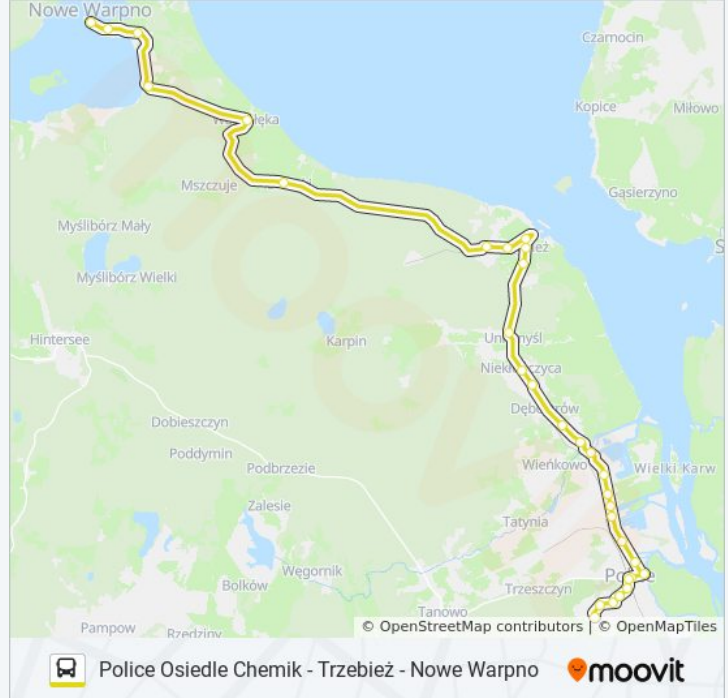 Nowe Warpno
Czarnocin
Kopice
Miłowo
Mszczuje
Gąsierzyno
Myślibórz Mały
Myślibórz Wielki
Hintersee
Karpin
Dobieszczyn
Poddymin
Podbrzezie
Wieńkowo
Wielki Karw
Zalesie
Tatynia
Węgornik
Bolków
Trzeszczyn
Tanowo
Pampow
Rzedziny
© OpenStreetMap contributors | © OpenMapTiles
Police Osiedle Chemik - Trzebież - Nowe Warpno
moovit